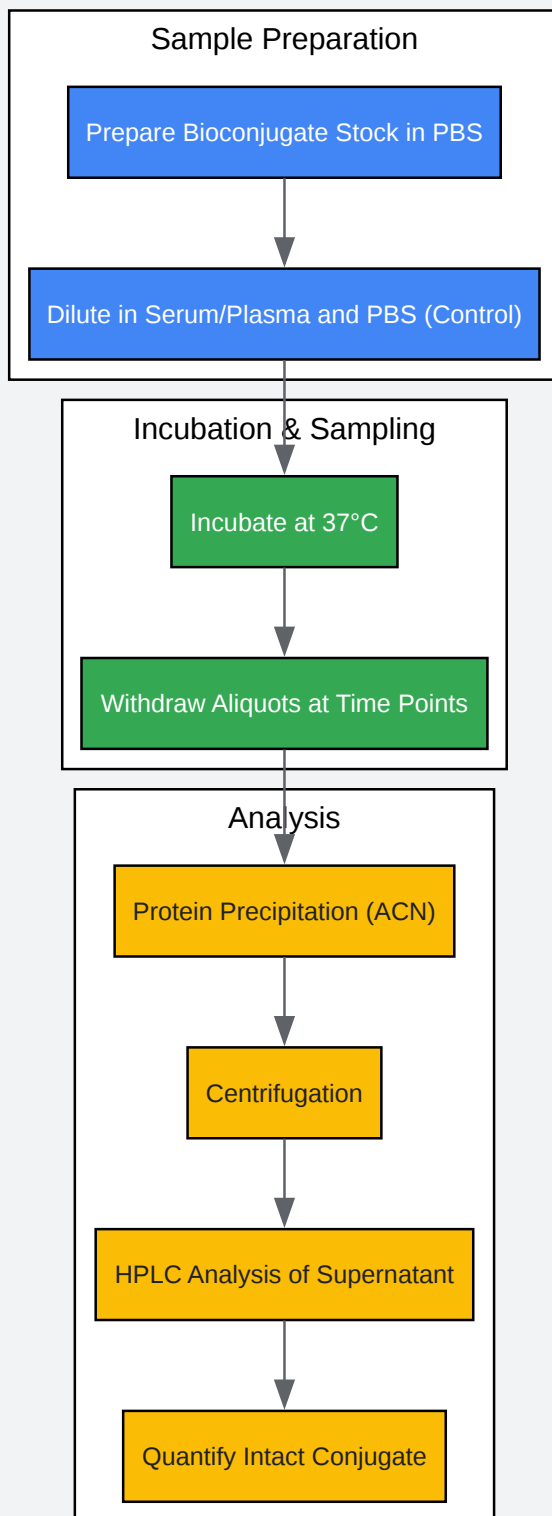 Sample Preparation
Prepare Bioconjugate Stock in PBS
Dilute in Serum/Plasma and PBS (Control)
Incubation & Sampling
Incubate at 37°C
Withdraw Aliquots at Time Points
Analysis
Protein Precipitation (ACN)
Centrifugation
HPLC Analysis of Supernatant
Quantify Intact Conjugate